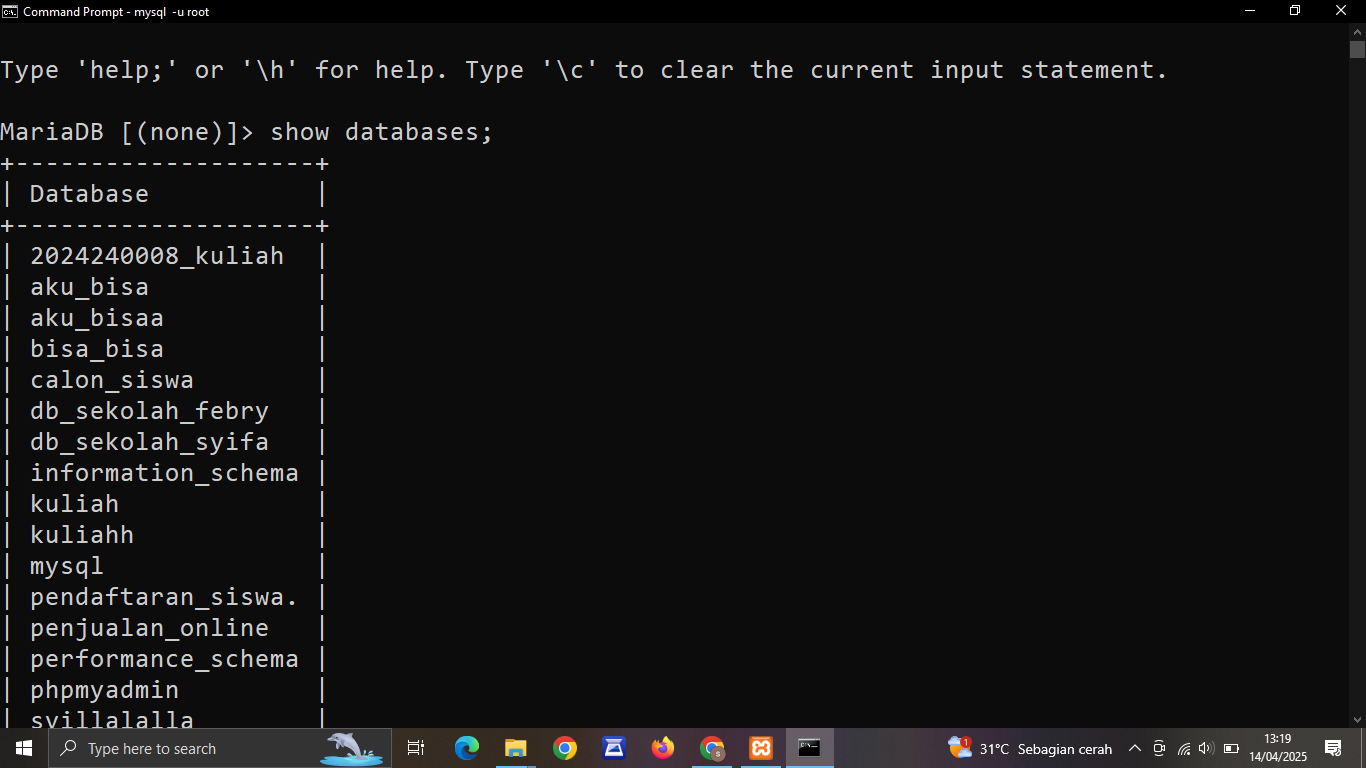 Command Prompt - mysql -u root
Type 'help;' or '\h' for help. Type '\c' to clear the current input statement.
MariaDB [(none)]> show databases;
+--------------------+
| Database           |
+--------------------+
| 2024240008_kuliah  |
| aku_bisa           |
| aku_bisaa          |
| bisa_bisa          |
| calon_siswa        |
| db_sekolah_febry   |
| db_sekolah_syifa   |
| information_schema |
| kuliah             |
| kuliahh            |
| mysql              |
| pendaftaran_siswa. |
| penjualan_online   |
| performance_schema |
| phpmyadmin         |
| syillalalla        |
Type here to search
1
31°C Sebagian cerah
13:19
14/04/2025